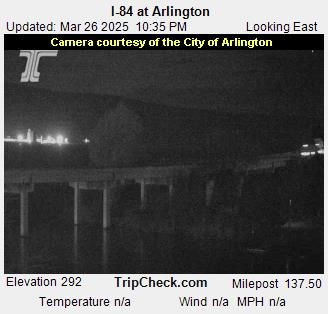 I-84 at Arlington
Updated: Mar 26 2025 10:35 PM Looking East
Camera courtesy of the City of Arlington
Elevation 292 TripCheck.com Milepost 137.50
Temperature n/a Wind n/a MPH n/a